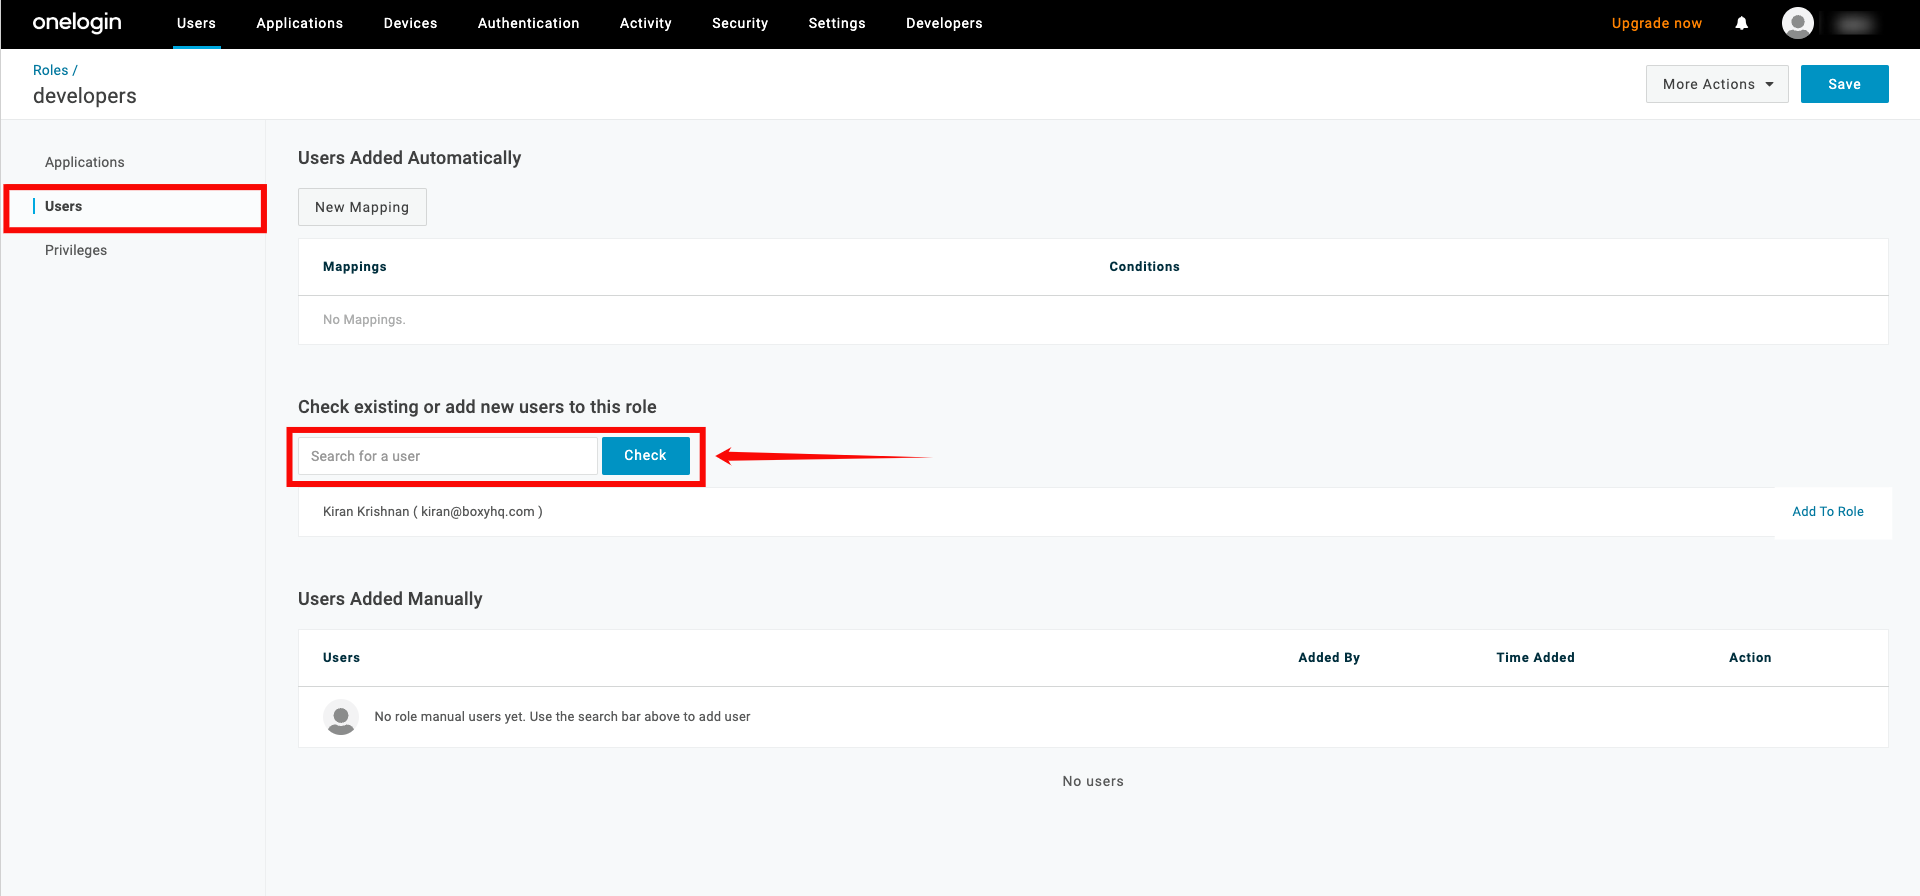 onelogin
Users
Applications
Devices
Authentication
Activity
Security
Settings
Developers
Upgrade now
Roles /
developers
More Actions
Save
Applications
Users
Privileges
Users Added Automatically
New Mapping
Mappings
Conditions
No Mappings.
Check existing or add new users to this role
Search for a user
Check
Kiran Krishnan ( kiran@boxyhq.com )
Add To Role
Users Added Manually
Users
Added By
Time Added
Action
No role manual users yet. Use the search bar above to add user
No users